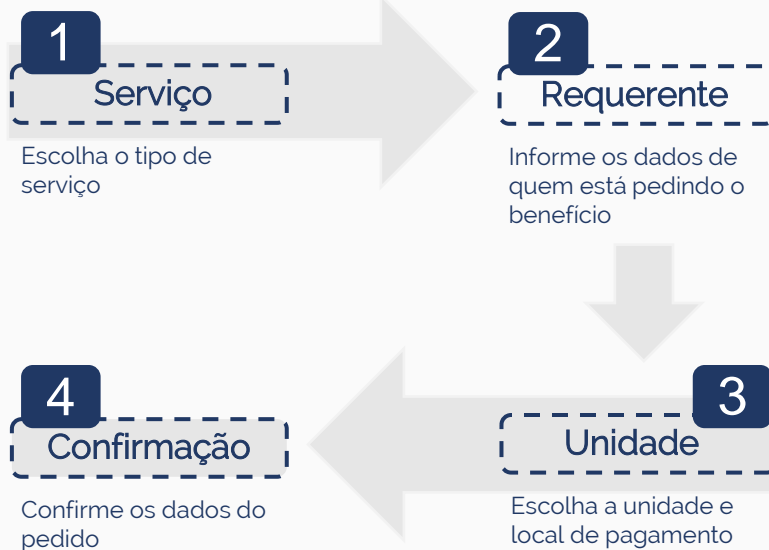 1
Serviço
Escolha o tipo de
serviço
2
Requerente
Informe os dados de
quem está pedindo o
benefício
3
Unidade
Escolha a unidade e
local de pagamento
4
Confirmação
Confirme os dados do
pedido